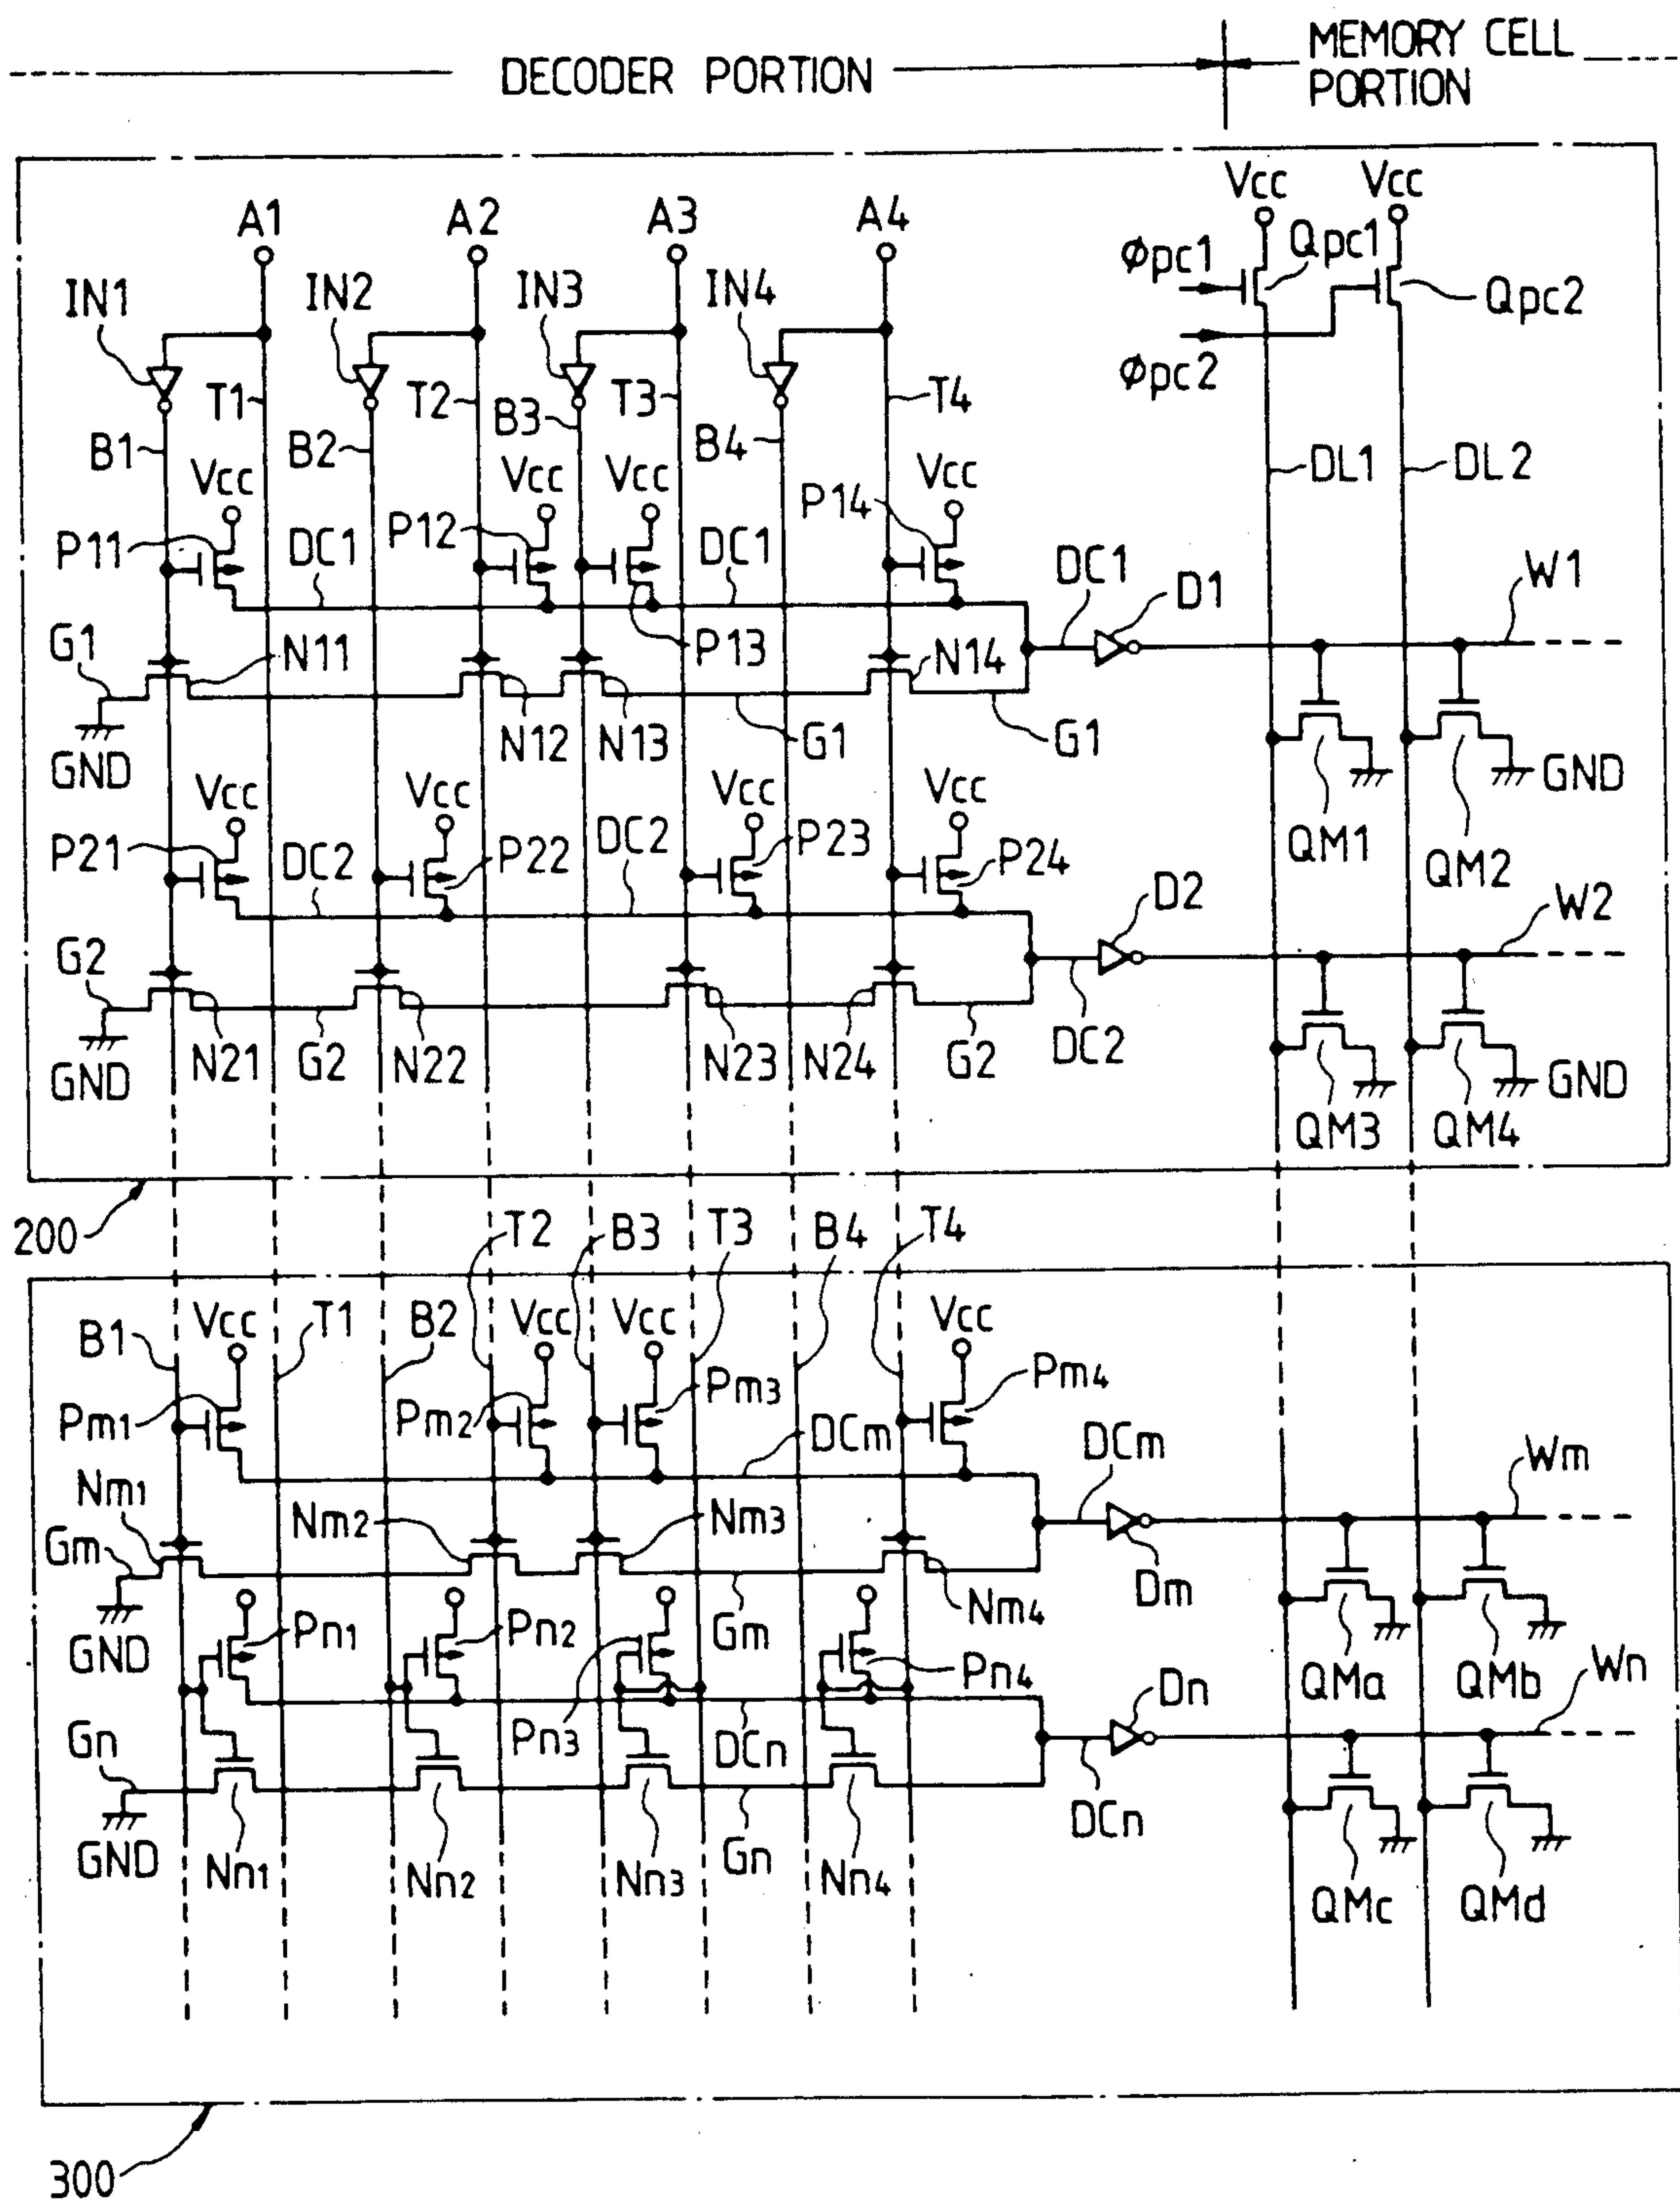 DECODER PORTION
MEMORY CELL
PORTION
A1 A2 A3 A4 Vcc Vcc
IN1 IN2 IN3 IN4 Øpc1 Qpc1
Qpc2
Øpc2
T1 T2 B3 T3 T4
B1 B2 B4 DL1 DL2
Vcc Vcc Vcc P14 Vcc
P11 DC1 P12 DC1 DC1 D1 W1
G1 N11 P13 N14
N12 N13 G1 G1
GND GND
Vcc Vcc Vcc Vcc
P21 DC2 P22 DC2 P23 P24 QM1 QM2
D2 W2
G2
N21 G2 N22 N23 N24 G2 DC2
GND GND
QM3 QM4
200
T2 B3 T3 B4 T4
B1 Vcc T1 B2 Vcc Vcc Vcc
Pm1 Pm2 Pm3 Pm4
DCm DCm Wm
Nm1 Nm2 Nm3
Gm Dm
Nm4
GND Pn1 Pn2 Gm
Pn4 QMa QMb Wn
Pn3 DCn Dn
Gn
DCn
GND Nn1 Nn2 Nn3 Gn Nn4
QMc QMd
300